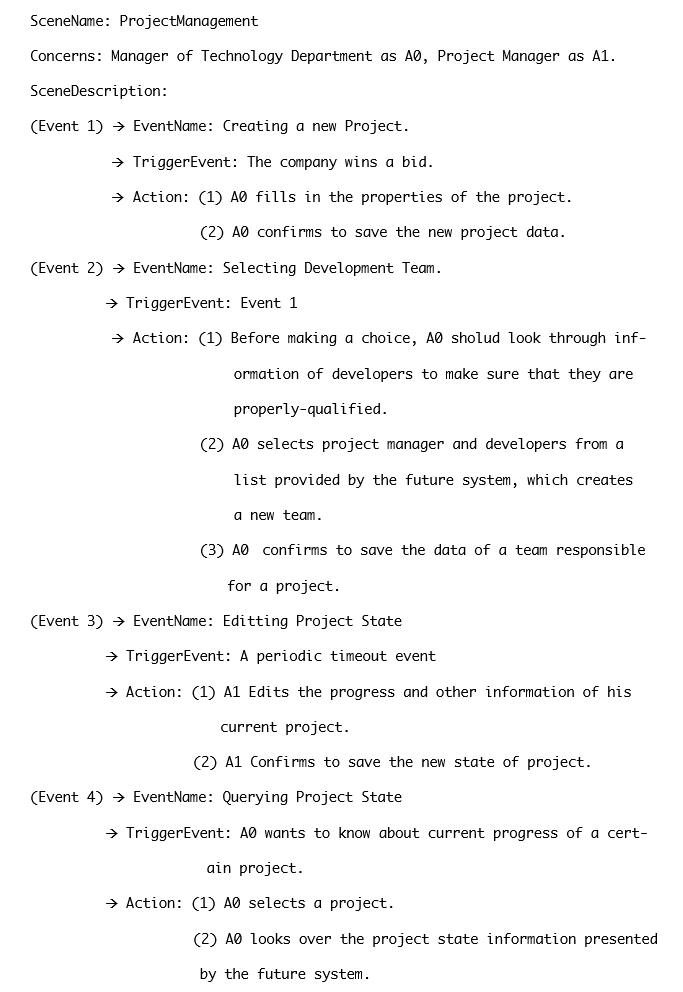 SceneName: ProjectManagement
Concerns: Manager of Technology Department as A0, Project Manager as A1.
SceneDescription:
(Event 1) → EventName: Creating a new Project.
→ TriggerEvent: The company wins a bid.
→ Action: (1) A0 fills in the properties of the project.
(2) A0 confirms to save the new project data.
(Event 2) → EventName: Selecting Development Team.
→ TriggerEvent: Event 1
→ Action: (1) Before making a choice, A0 sholud look through inf-
ormation of developers to make sure that they are
properly-qualified.
(2) A0 selects project manager and developers from a
list provided by the future system, which creates
a new team.
(3) A0 confirms to save the data of a team responsible
for a project.
(Event 3) → EventName: Editting Project State
→ TriggerEvent: A periodic timeout event
→ Action: (1) A1 Edits the progress and other information of his
current project.
(2) A1 Confirms to save the new state of project.
(Event 4) → EventName: Querying Project State
→ TriggerEvent: A0 wants to know about current progress of a cert-
ain project.
→ Action: (1) A0 selects a project.
(2) A0 looks over the project state information presented
by the future system.